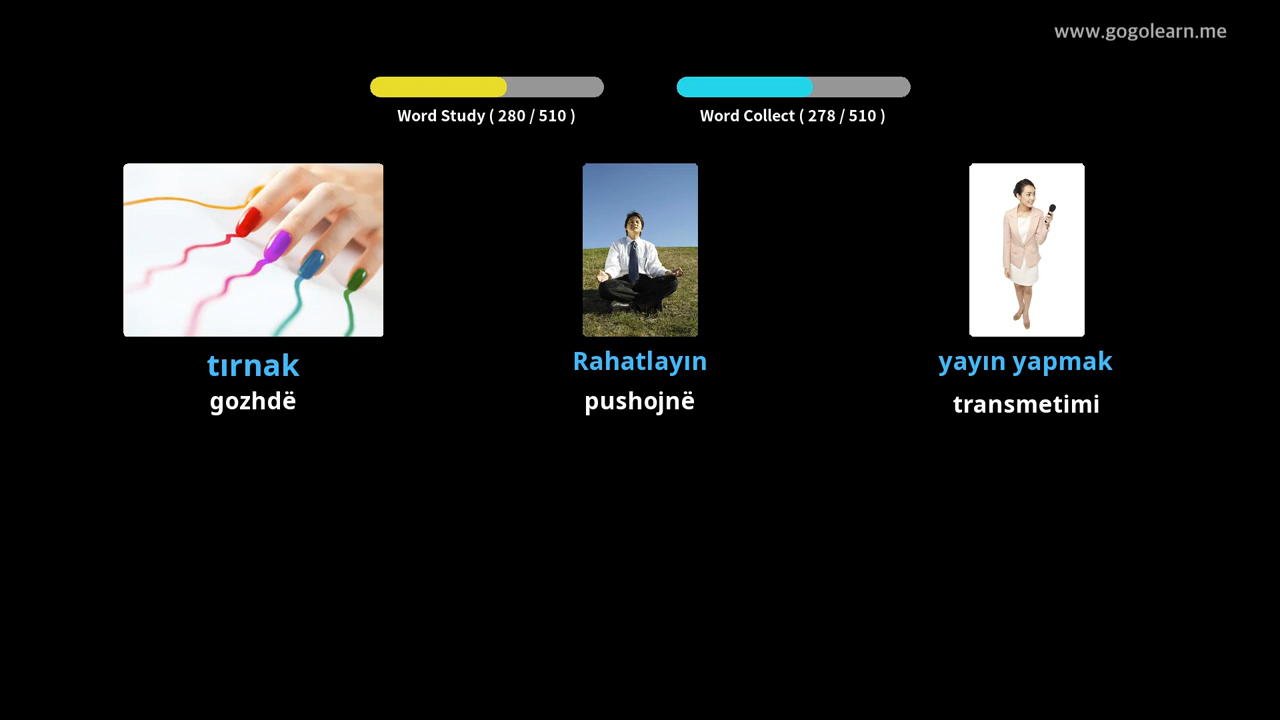 www.gogolearn.me
Word Study ( 280 / 510 )
Word Collect ( 278 / 510 )
tırnak
gozhdë
Rahatlayın
pushojnë
yayın yapmak
transmetimi